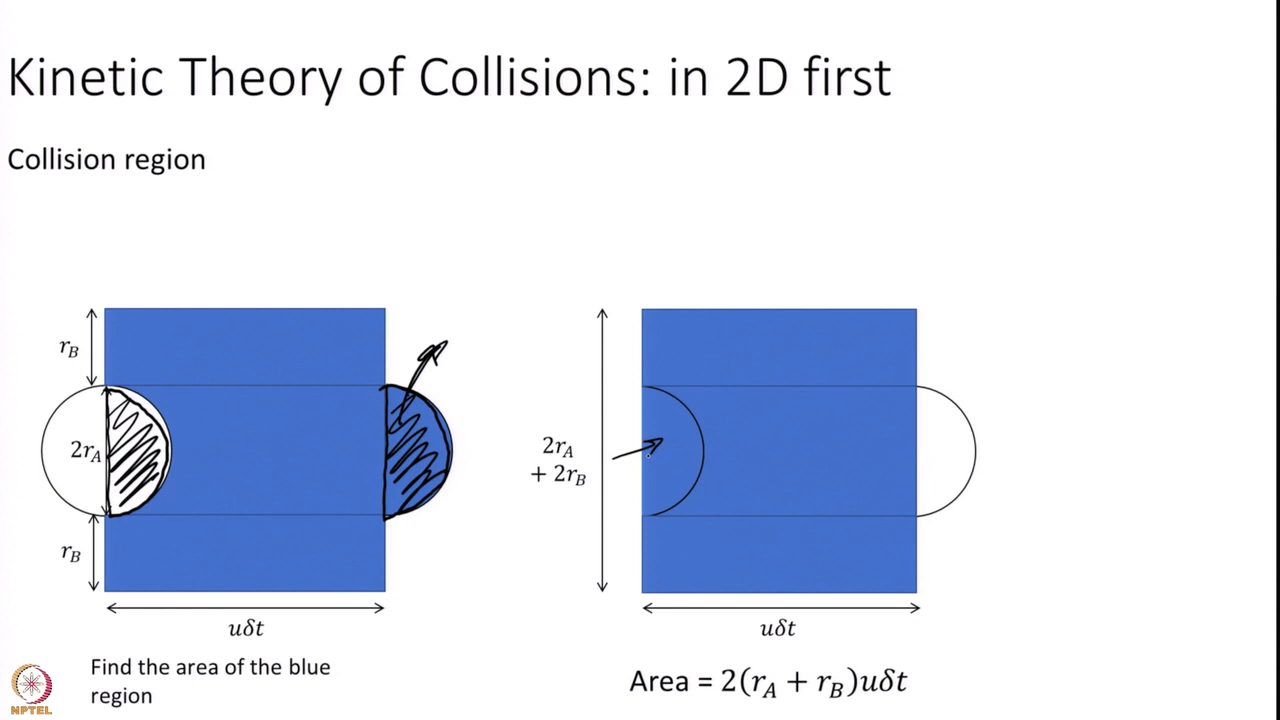 Kinetic Theory of Collisions: in 2D first
Collision region
r_B
2r_A
r_B
uδt
Find the area of the blue
region
2r_A
+ 2r_B
uδt
Area = 2(r_A + r_B)uδt
NPTEL